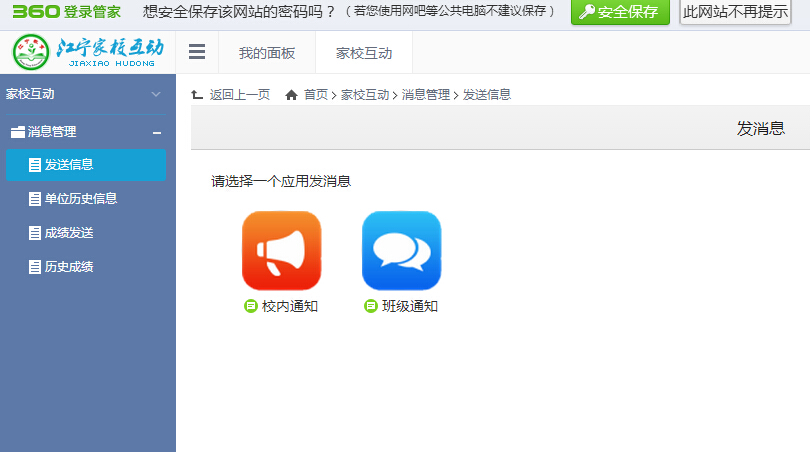 360 登录管家 想安全保存该网站的密码吗？（若您使用网吧等公共电脑不建议保存） 安全保存 此网站不再提示
江宁家校互动
JIAXIAO HUDONG
我的面板 家校互动
家校互动
消息管理
发送信息
单位历史信息
成绩发送
历史成绩
返回上一页 首页 > 家校互动 > 消息管理 > 发送信息
发消息
请选择一个应用发消息
校内通知 班级通知